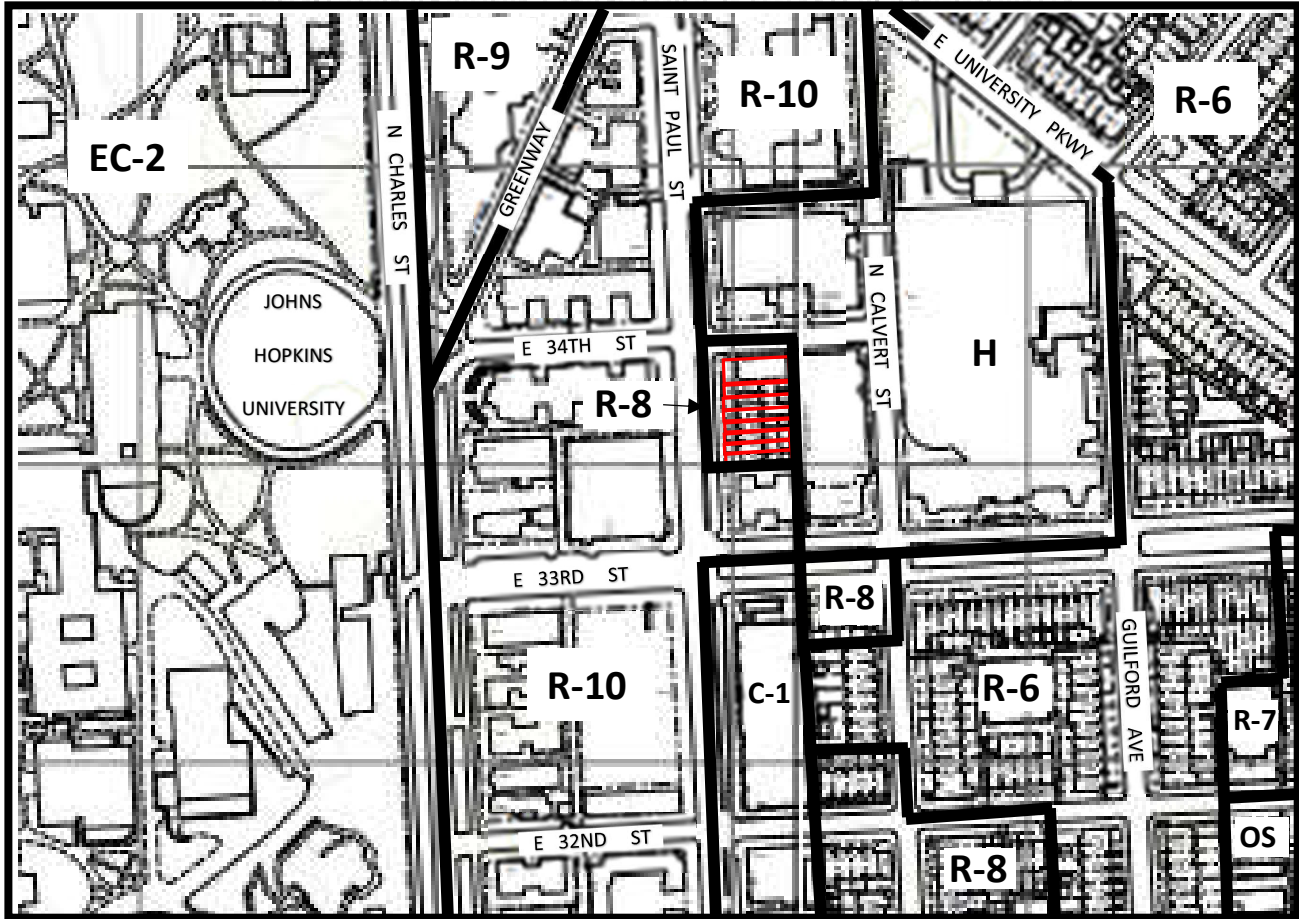 R-9
SAINT PAUL ST
R-10
E UNIVERSITY PKWY
R-6
EC-2
N CHARLES ST
GREENWAY
N CALVERT ST
JOHNS
HOPKINS
UNIVERSITY
E 34TH ST
H
R-8
E 33RD ST
R-8
GUILFORD AVE
R-10
C-1
R-6
R-7
E 32ND ST
R-8
OS